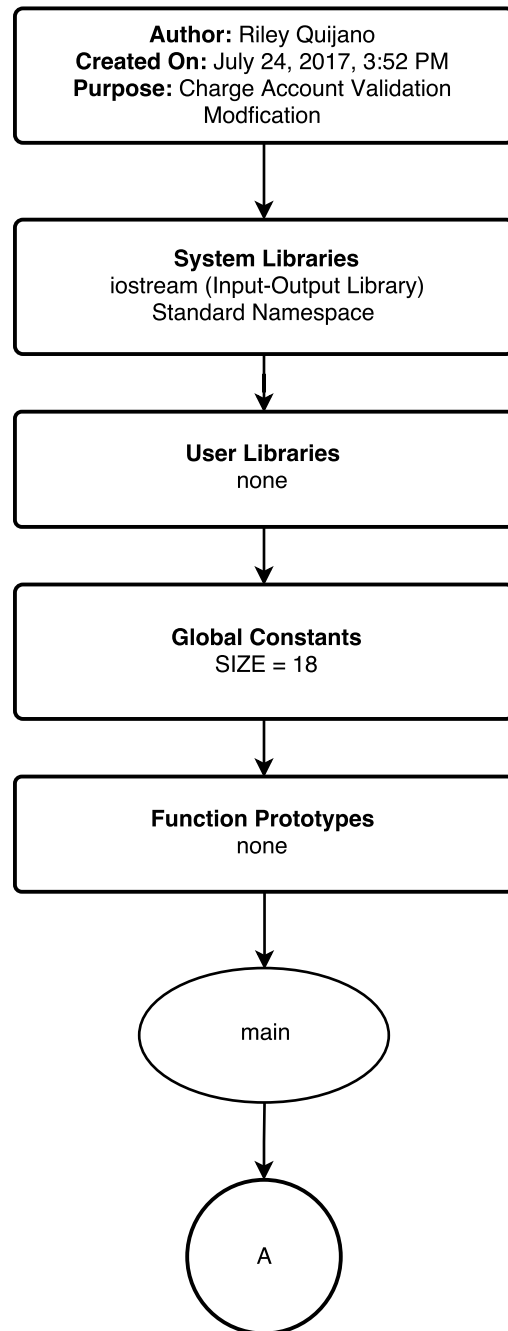 Author: Riley Quijano
Created On: July 24, 2017, 3:52 PM
Purpose: Charge Account Validation
Modfication
System Libraries
iostream (Input-Output Library)
Standard Namespace
User Libraries
none
Global Constants
SIZE = 18
Function Prototypes
none
main
A